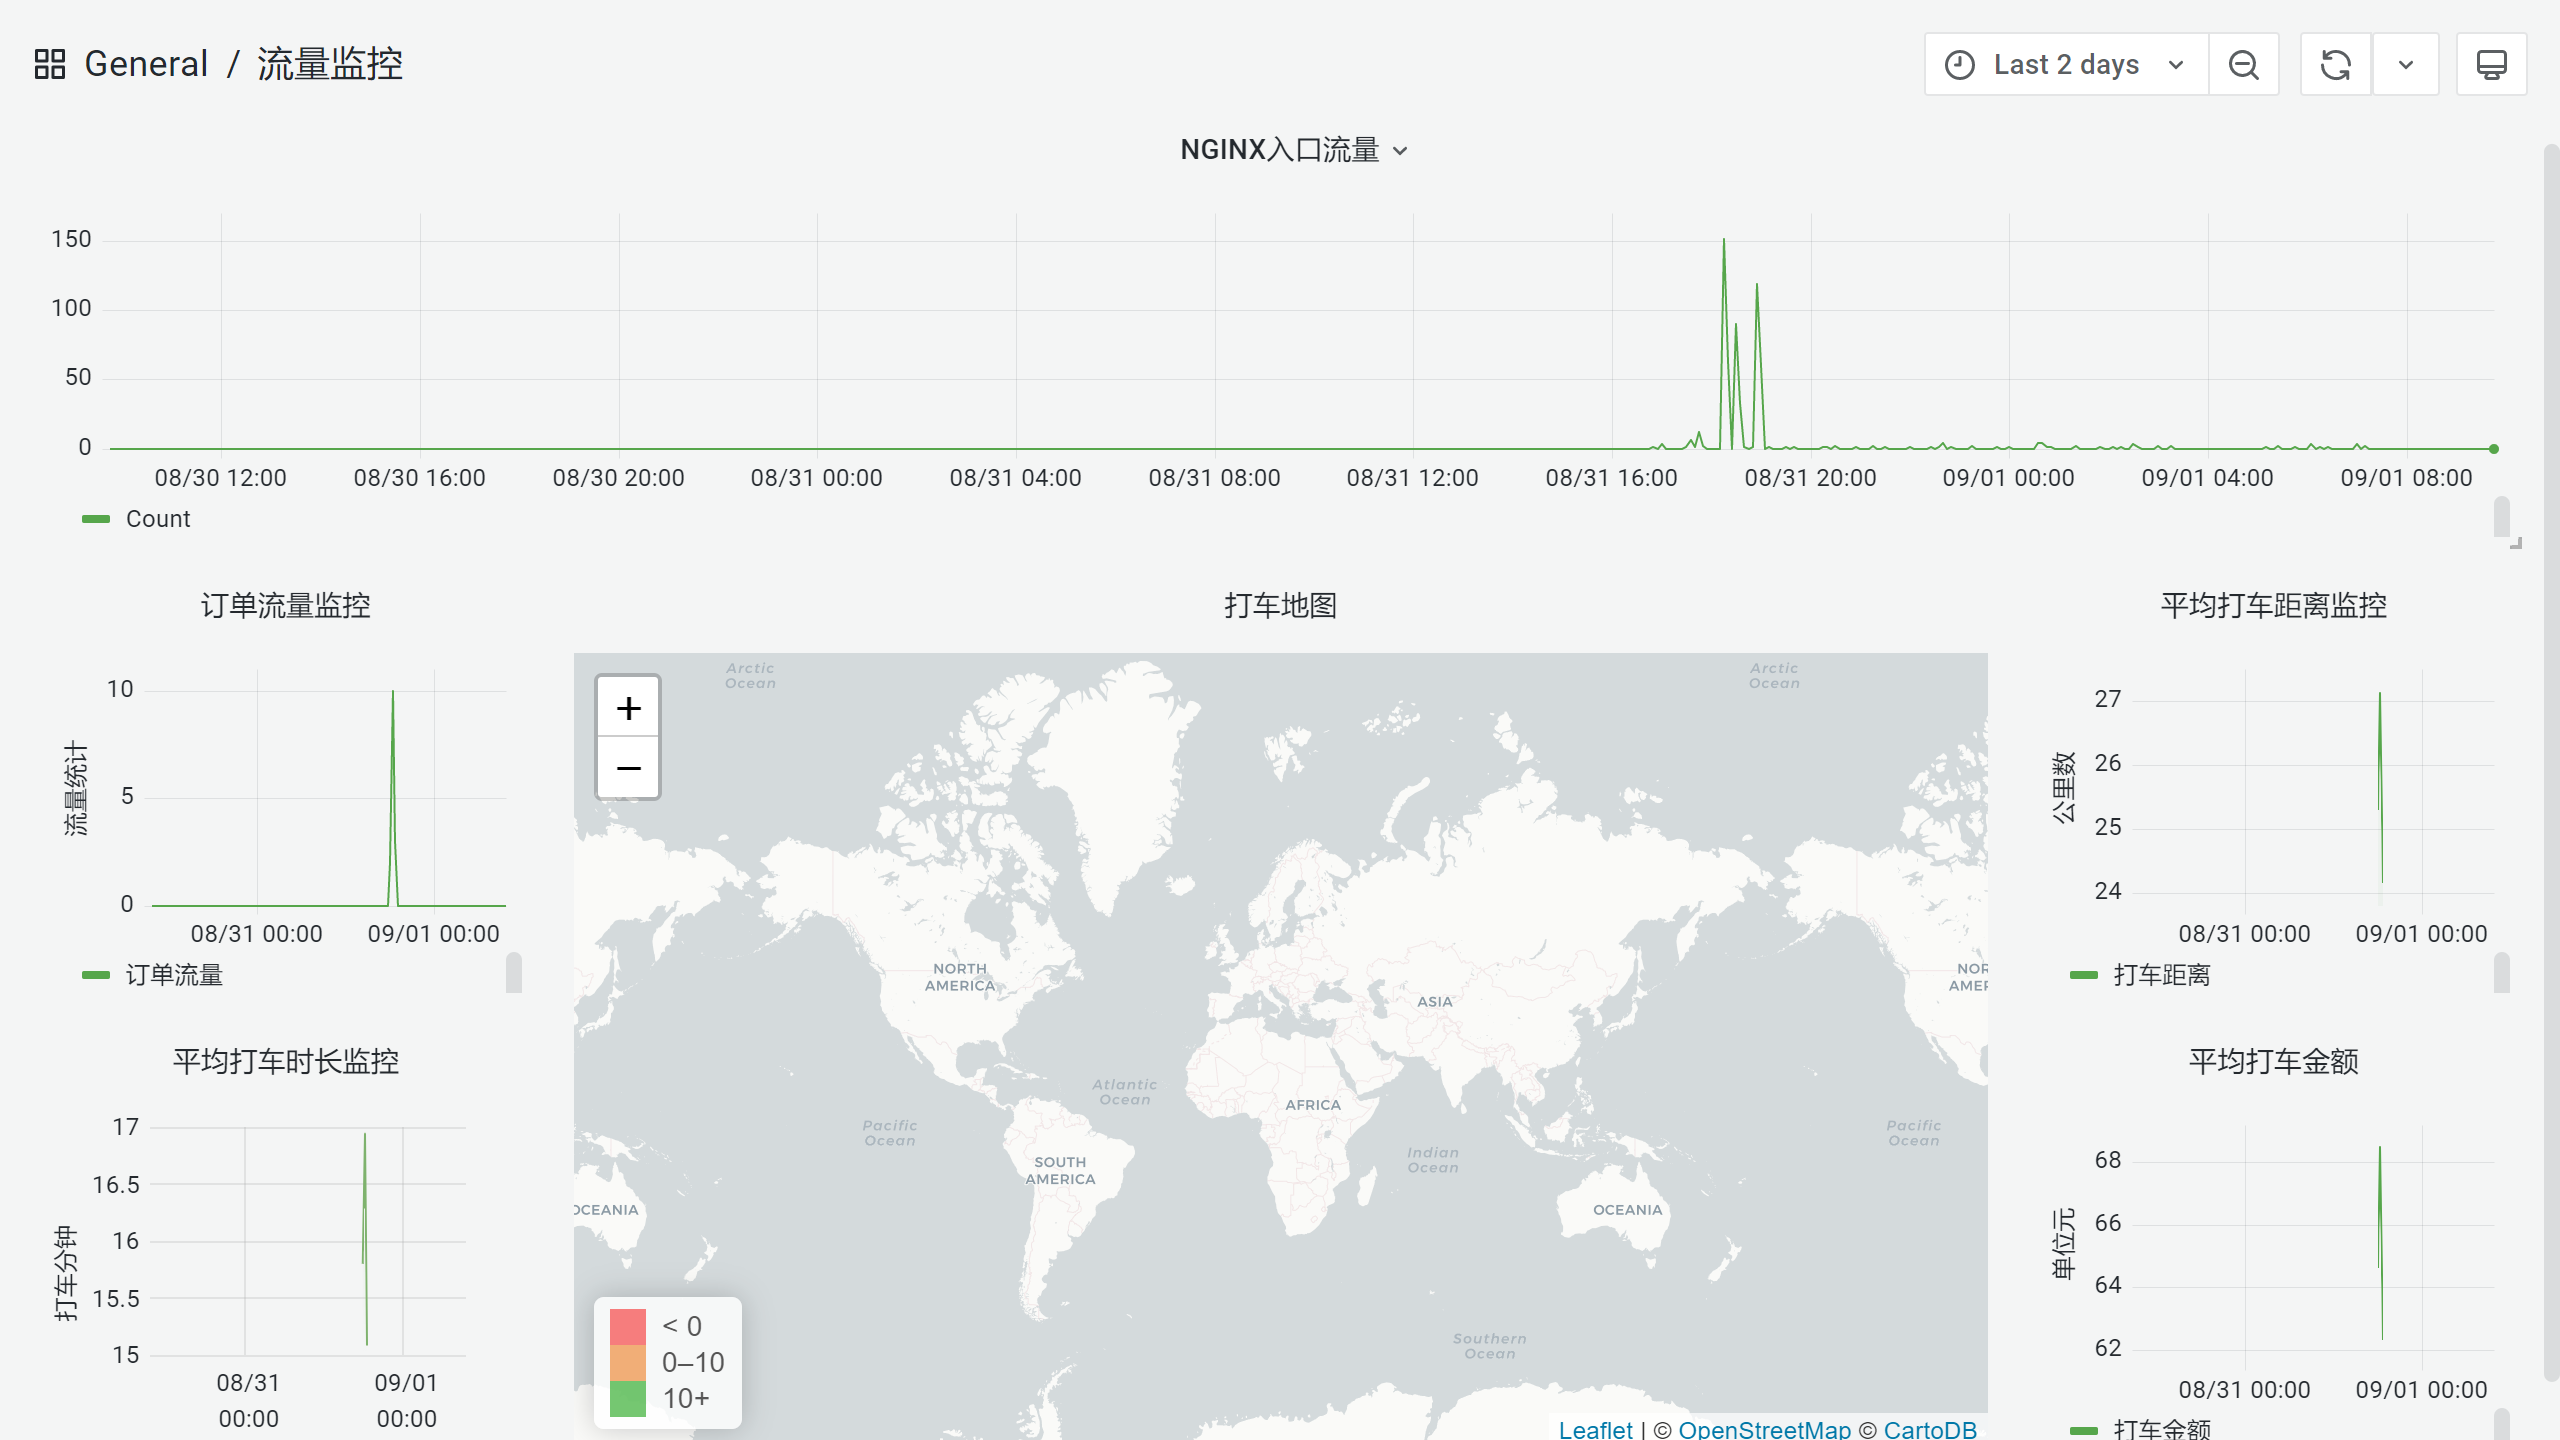 General / 流量监控
Last 2 days
NGINX入口流量
150
100
50
0
08/30 12:00
08/30 16:00
08/30 20:00
08/31 00:00
08/31 04:00
08/31 08:00
08/31 12:00
08/31 16:00
08/31 20:00
09/01 00:00
09/01 04:00
09/01 08:00
Count
订单流量监控
流量统计
10
5
0
08/31 00:00
09/01 00:00
订单流量
打车地图
+
−
Arctic
Ocean
Arctic
Ocean
NORTH
AMERICA
NOR
AMER
ASIA
Atlantic
Ocean
AFRICA
Pacific
Ocean
Pacific
Ocean
Indian
Ocean
SOUTH
AMERICA
OCEANIA
OCEANIA
Southern
Ocean
< 0
0–10
10+
Leaflet | © OpenStreetMap © CartoDB
平均打车距离监控
公里数
27
26
25
24
08/31 00:00
09/01 00:00
打车距离
平均打车时长监控
打车分钟
17
16.5
16
15.5
15
08/31
00:00
09/01
00:00
平均打车金额
单位元
68
66
64
62
08/31 00:00
09/01 00:00
打车金额